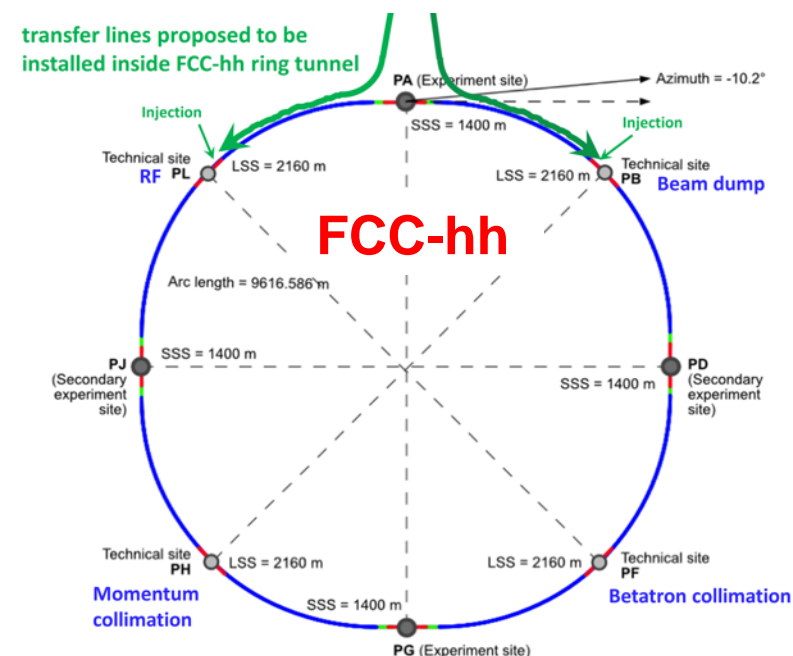 transfer lines proposed to be
installed inside FCC-hh ring tunnel
PA (Experiment site)
Azimuth = -10.2°
Injection
SSS = 1400 m
Injection
Technical site
RF PL
LSS = 2160 m
LSS = 2160 m
Technical site
PB
Beam dump
FCC-hh
Arc length = 9616.586 m
PJ
(Secondary
experiment
site)
SSS = 1400 m
SSS = 1400 m
PD
(Secondary
experiment
site)
Technical site
PH
LSS = 2160 m
LSS = 2160 m
Technical site
PF
Momentum
collimation
SSS = 1400 m
Betatron collimation
PG (Experiment site)